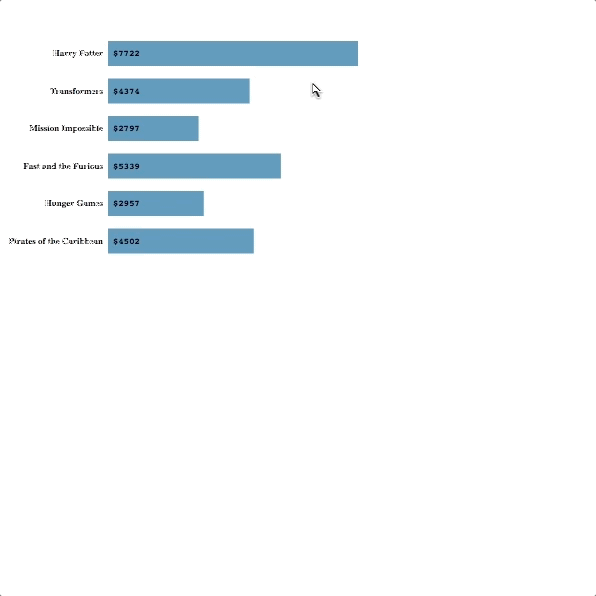 Harry Potter $7722
Transformers $4374
Mission Impossible $2797
Fast and the Furious $5339
Hunger Games $2957
Pirates of the Caribbean $4502